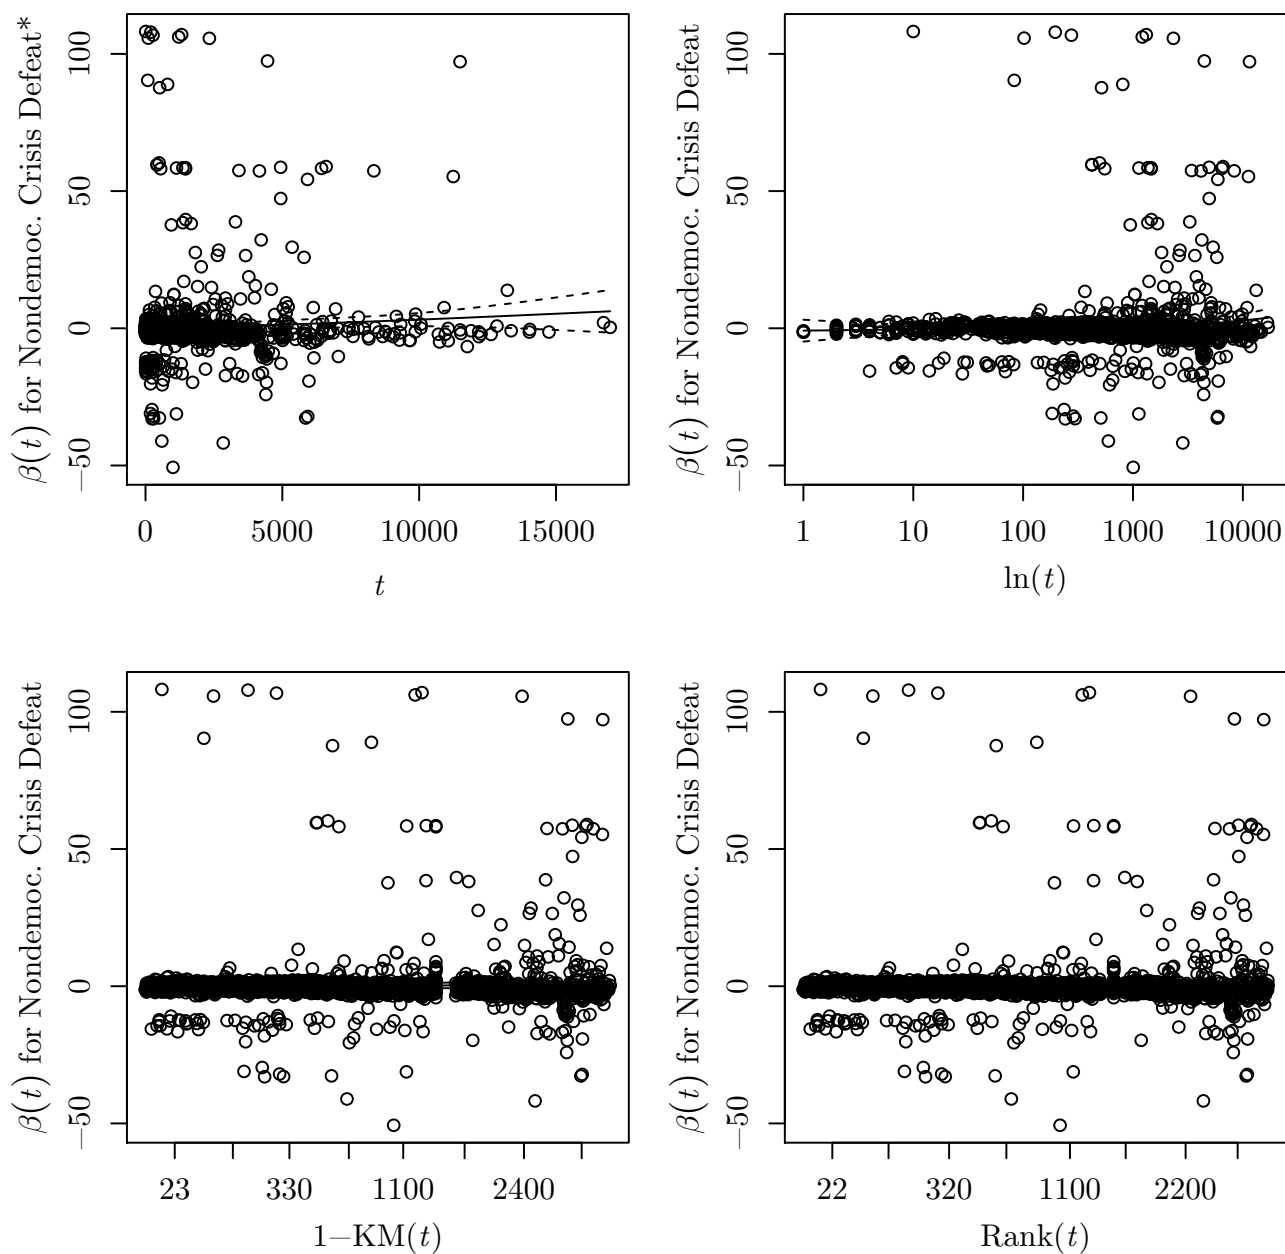 β(t) for Nondemoc. Crisis Defeat*
100
50
0
−50
0 5000 10000 15000
t
β(t) for Nondemoc. Crisis Defeat
100
50
0
−50
1 10 100 1000 10000
ln(t)
β(t) for Nondemoc. Crisis Defeat
100
50
0
−50
23 330 1100 2400
1−KM(t)
β(t) for Nondemoc. Crisis Defeat
100
50
0
−50
22 320 1100 2200
Rank(t)